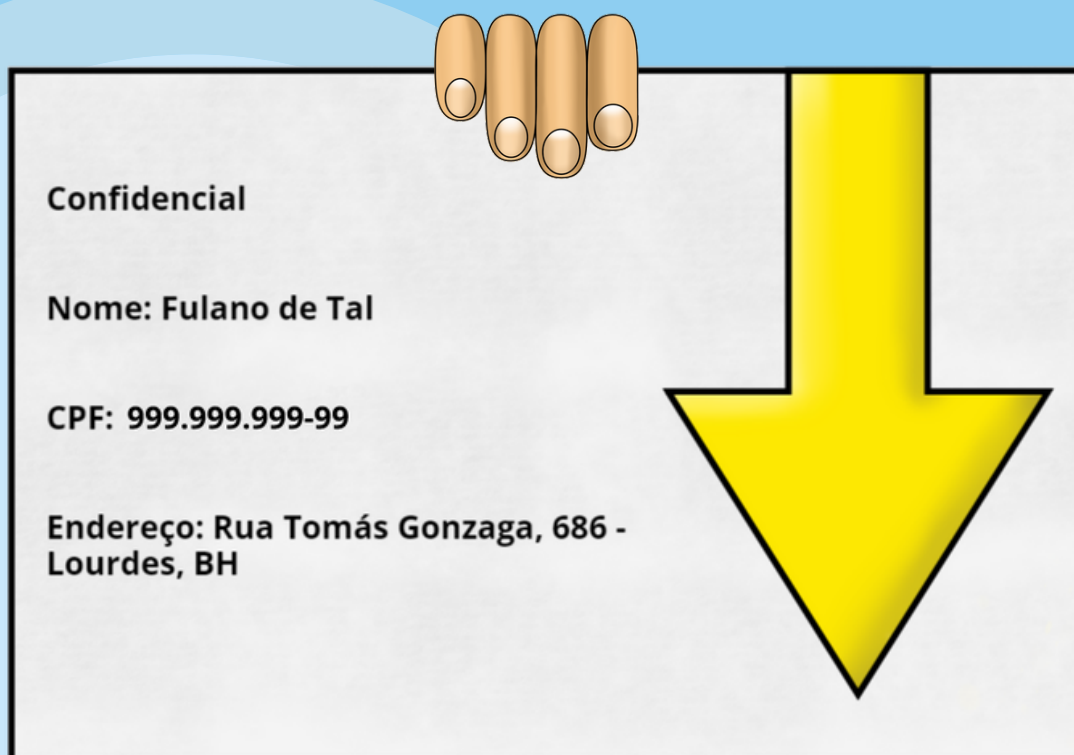 Confidencial
Nome: Fulano de Tal
CPF: 999.999.999-99
Endereço: Rua Tomás Gonzaga, 686 -
Lourdes, BH